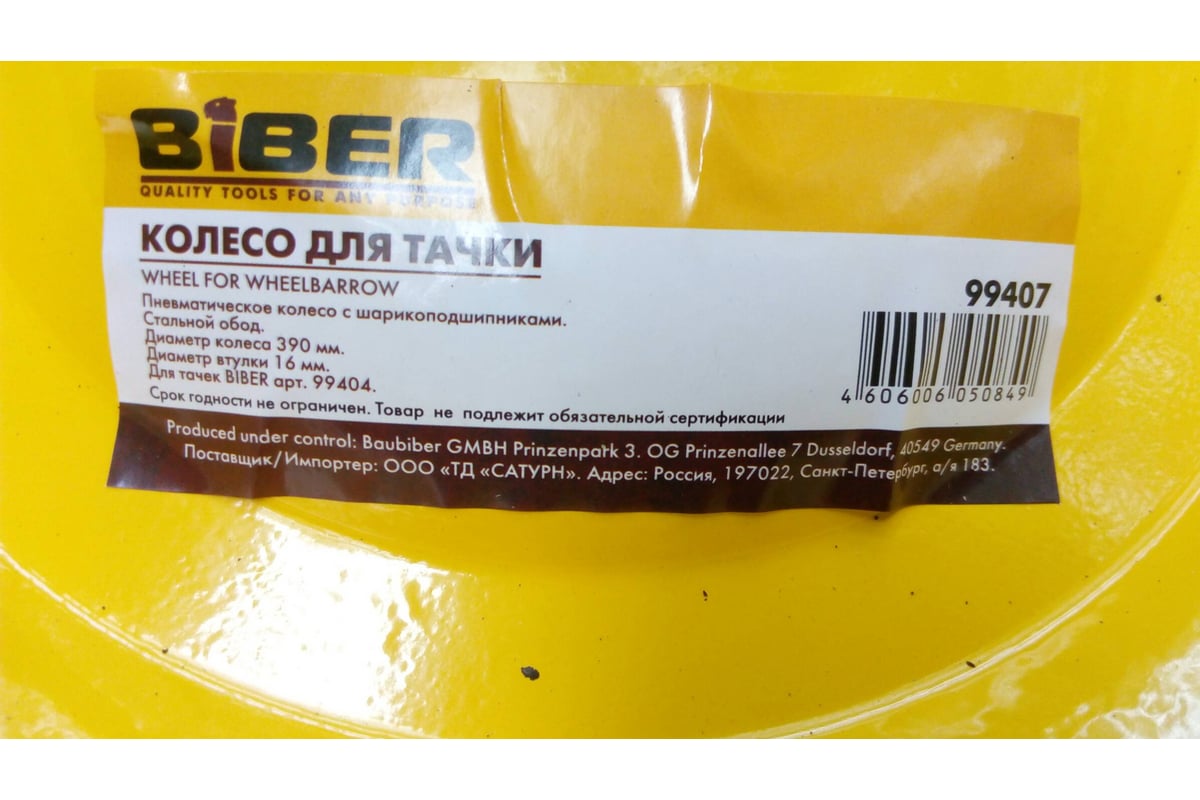 BIBER
QUALITY TOOLS FOR ANY PURPOSE
КОЛЕСО ДЛЯ ТАЧКИ
WHEEL FOR WHEELBARROW
Пневматическое колесо с шарикоподшипниками.
Стальной обод.
Диаметр колеса 390 мм.
Диаметр втулки 16 мм.
Для тачек BIBER арт. 99404.
Срок годности не ограничен. Товар не подлежит обязательной сертификации
99407
4 606006 050849
Produced under control: Baubiber GMBH Prinzenpark 3. OG Prinzenallee 7 Dusseldorf, 40549 Germany.
Поставщик/Импортер: ООО «ТД «САТУРН». Адрес: Россия, 197022, Санкт-Петербург, а/я 183.